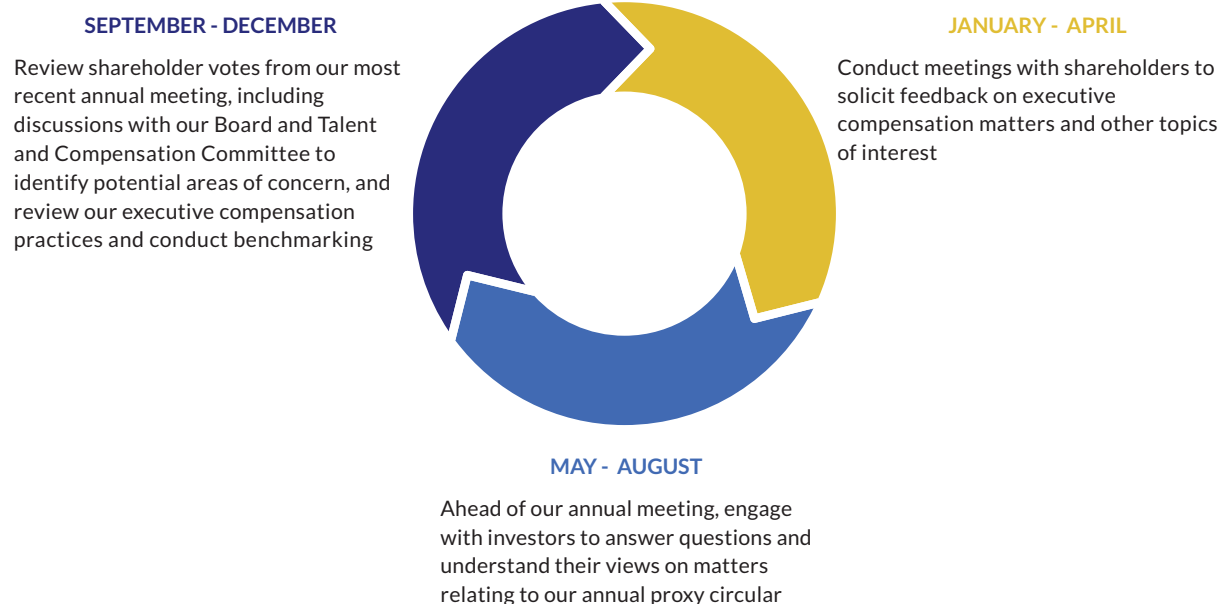 SEPTEMBER - DECEMBER
Review shareholder votes from our most
recent annual meeting, including
discussions with our Board and Talent
and Compensation Committee to
identify potential areas of concern, and
review our executive compensation
practices and conduct benchmarking
JANUARY - APRIL
Conduct meetings with shareholders to
solicit feedback on executive
compensation matters and other topics
of interest
MAY - AUGUST
Ahead of our annual meeting, engage
with investors to answer questions and
understand their views on matters
relating to our annual proxy circular